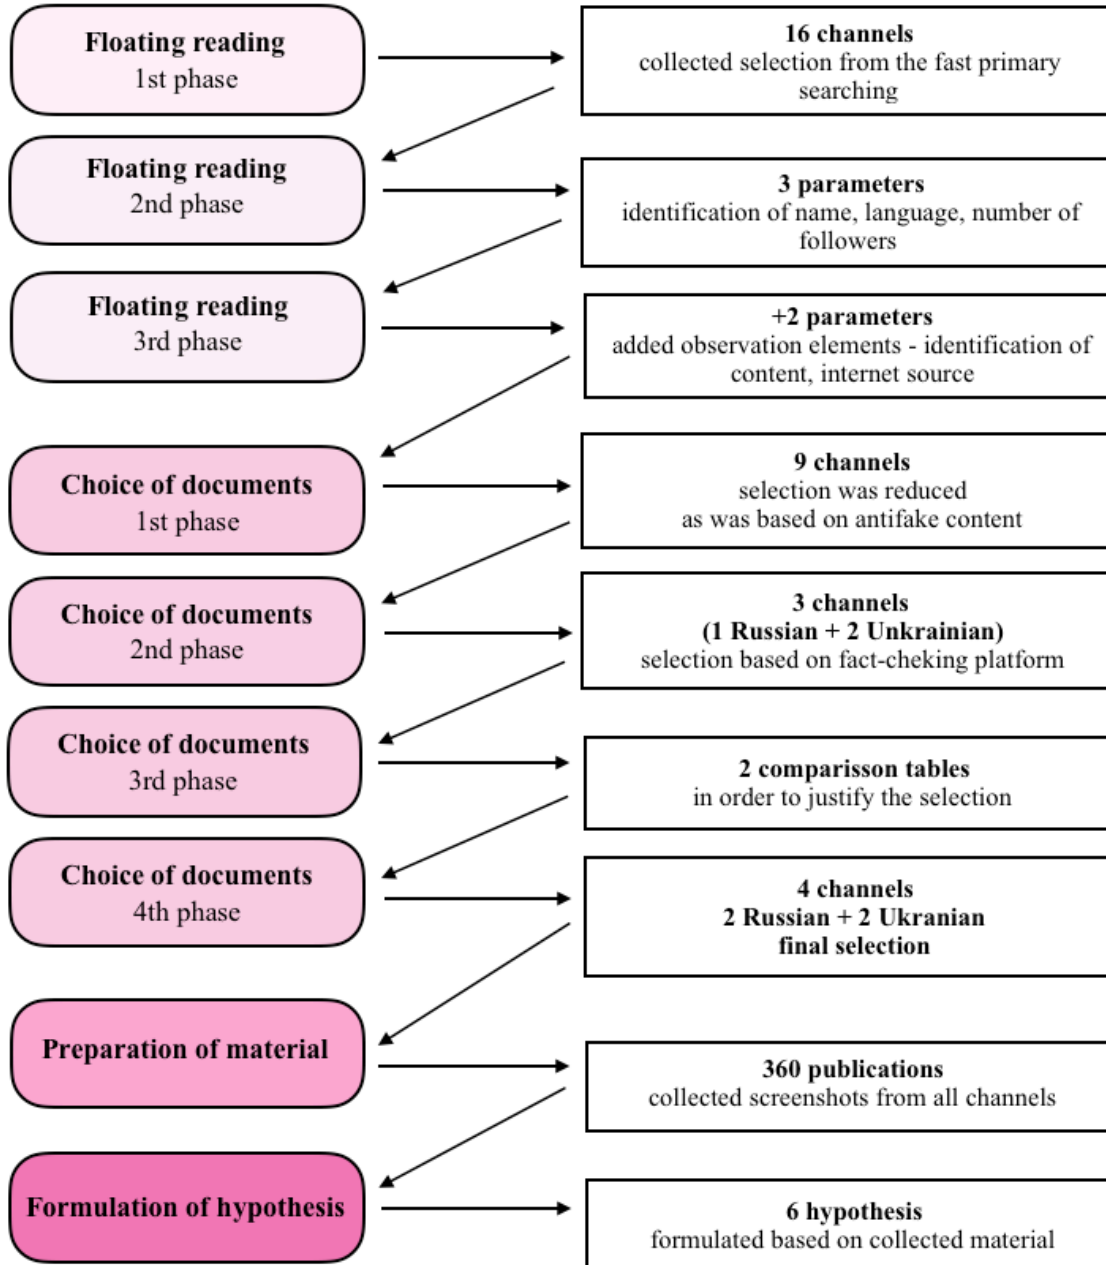 Floating reading
1st phase
16 channels
collected selection from the fast primary
searching
Floating reading
2nd phase
3 parameters
identification of name, language, number of
followers
Floating reading
3rd phase
+2 parameters
added observation elements - identification of
content, internet source
Choice of documents
1st phase
9 channels
selection was reduced
as was based on antifake content
Choice of documents
2nd phase
3 channels
(1 Russian + 2 Unkrainian)
selection based on fact-cheking platform
Choice of documents
3rd phase
2 comparisson tables
in order to justify the selection
Choice of documents
4th phase
4 channels
2 Russian + 2 Ukranian
final selection
Preparation of material
360 publications
collected screenshots from all channels
Formulation of hypothesis
6 hypothesis
formulated based on collected material